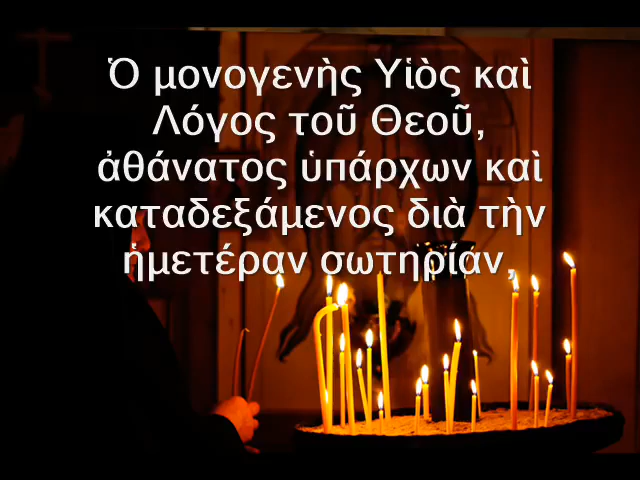 Ὁ μονογενὴς Υἱὸς καὶ
Λόγος τοῦ Θεοῦ,
ἀθάνατος ὑπάρχων καὶ
καταδεξάμενος διὰ τὴν
ἡμετέραν σωτηρίαν,